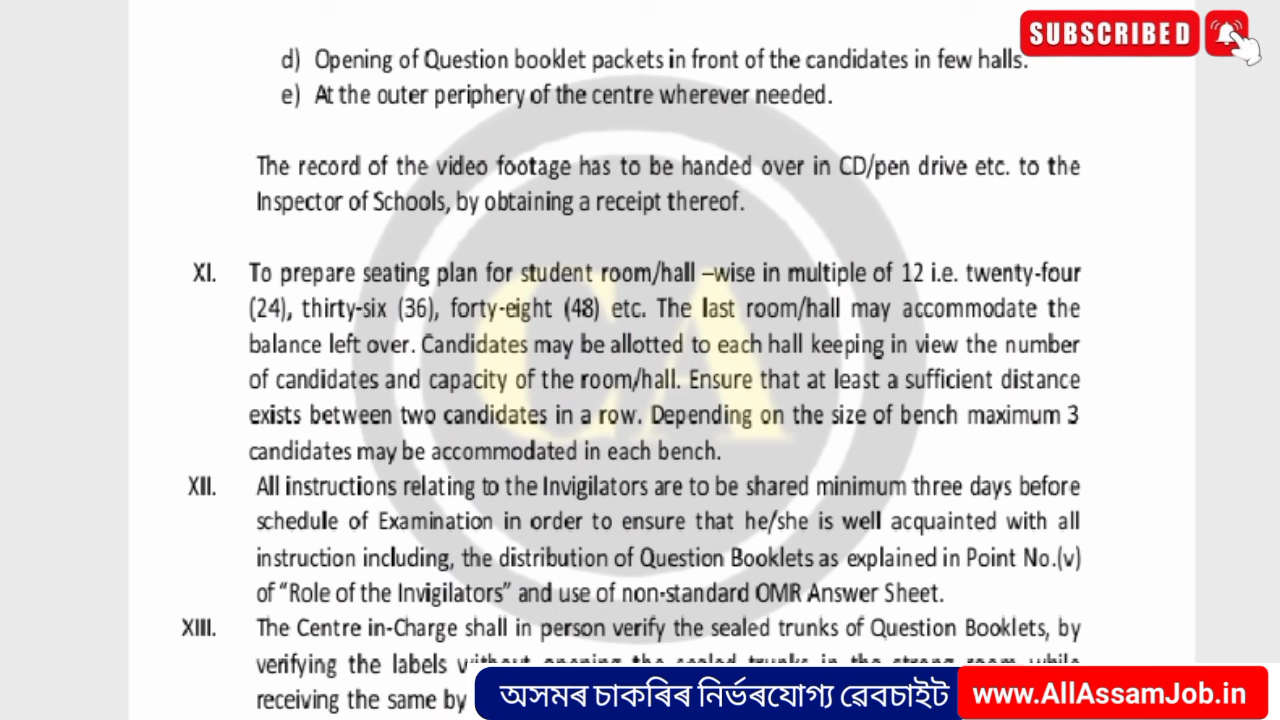 SUBSCRIBED
d) Opening of Question booklet packets in front of the candidates in few halls.
e) At the outer periphery of the centre wherever needed.
The record of the video footage has to be handed over in CD/pen drive etc. to the
Inspector of Schools, by obtaining a receipt thereof.
XI. To prepare seating plan for student room/hall –wise in multiple of 12 i.e. twenty-four
(24), thirty-six (36), forty-eight (48) etc. The last room/hall may accommodate the
balance left over. Candidates may be allotted to each hall keeping in view the number
of candidates and capacity of the room/hall. Ensure that at least a sufficient distance
exists between two candidates in a row. Depending on the size of bench maximum 3
candidates may be accommodated in each bench.
XII. All instructions relating to the Invigilators are to be shared minimum three days before
schedule of Examination in order to ensure that he/she is well acquainted with all
instruction including, the distribution of Question Booklets as explained in Point No.(v)
of “Role of the Invigilators” and use of non-standard OMR Answer Sheet.
XIII. The Centre in-Charge shall in person verify the sealed trunks of Question Booklets, by
verifying the labels without opening the sealed trunks in the strong room while
receiving the same by
অসমৰ চাকৰিৰ নিৰ্ভৰযোগ্য ৱেবচাইট www.AllAssamJob.in
CA